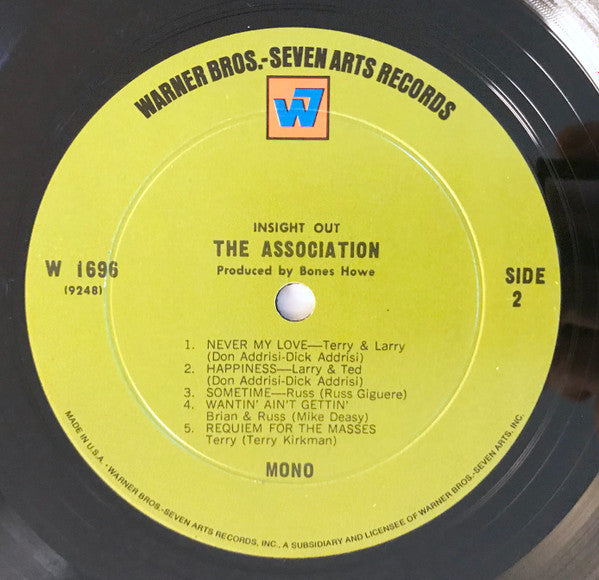 WARNER BROS.-SEVEN ARTS RECORDS
W7
INSIGHT OUT
THE ASSOCIATION
Produced by Bones Howe
W 1696
(9248)
SIDE
2
1. NEVER MY LOVE—Terry & Larry
(Don Addrisi-Dick Addrisi)
2. HAPPINESS—Larry & Ted
(Don Addrisi-Dick Addrisi)
3. SOMETIME—Russ (Russ Giguere)
4. WANTIN' AIN'T GETTIN'
Brian & Russ (Mike Deasy)
5. REQUIEM FOR THE MASSES
Terry (Terry Kirkman)
MONO
MADE IN U.S.A. • WARNER BROS.-SEVEN ARTS RECORDS, INC., A SUBSIDIARY AND LICENSEE OF WARNER BROS.-SEVEN ARTS, INC.